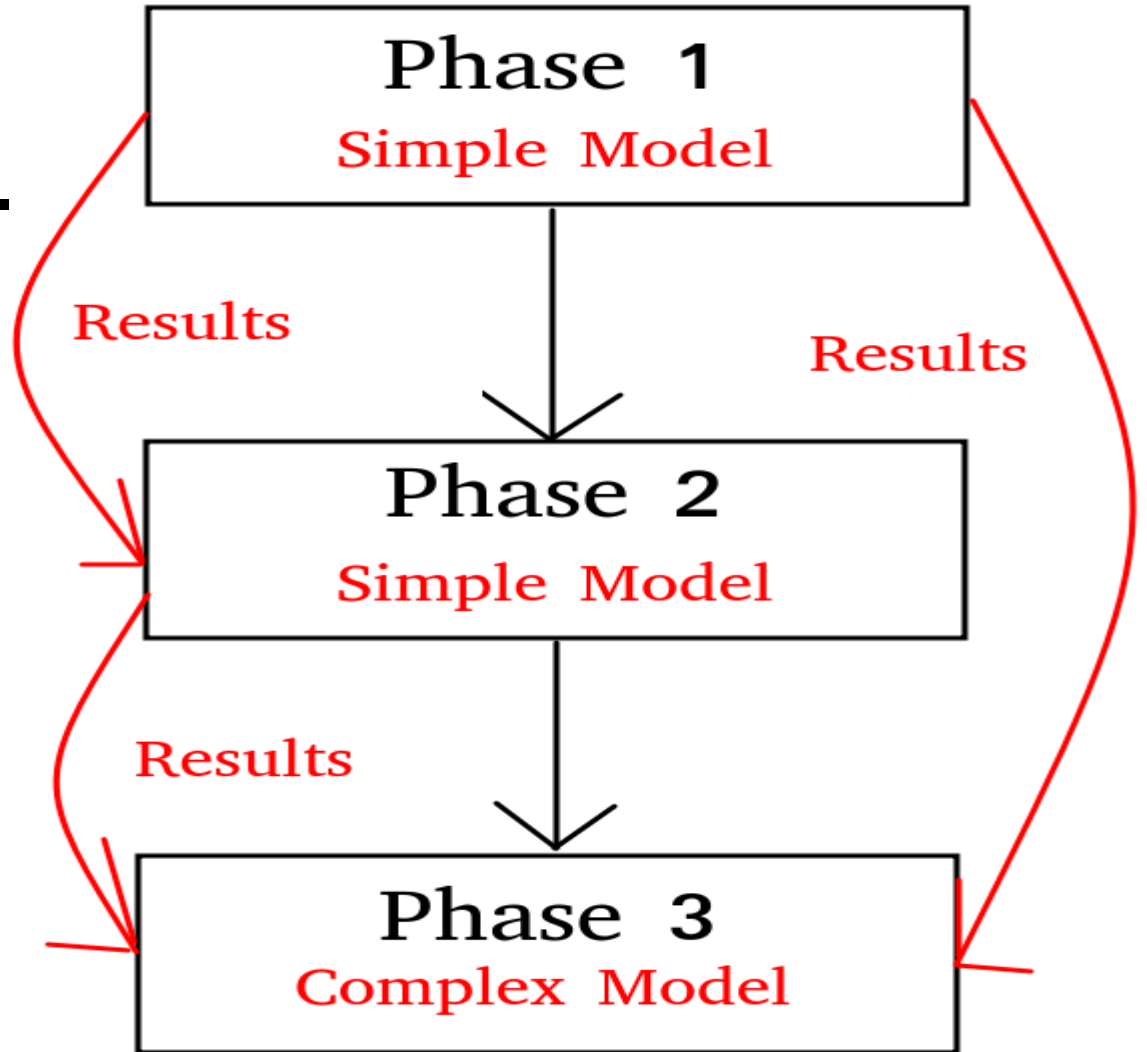 Phase 1
Simple Model
Results
Results
Phase 2
Simple Model
Results
Phase 3
Complex Model